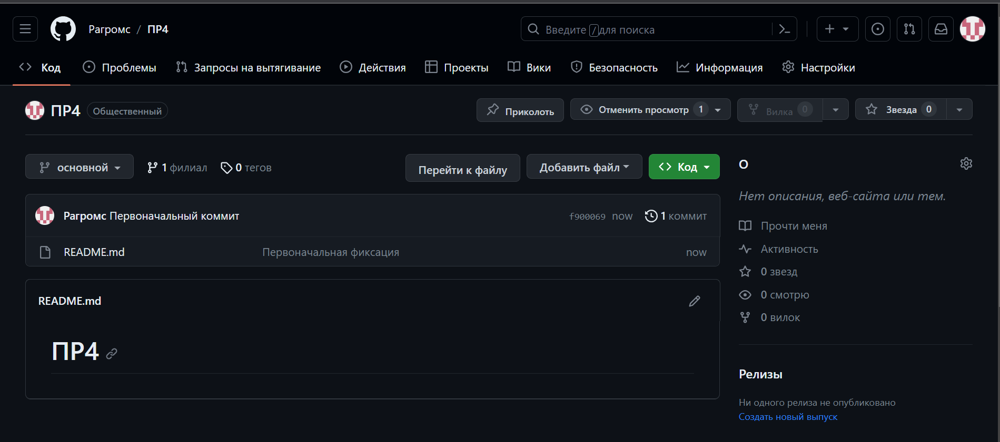 Рагромс / ПР4
Введите / для поиска
Код Проблемы Запросы на вытягивание Действия Проекты Вики Безопасность Информация Настройки
ПР4 Общественный
Приколоть Отменить просмотр 1 Вилка 0 Звезда 0
основной 1 филиал 0 тегов Перейти к файлу Добавить файл Код
Рагромс Первоначальный коммит f900069 now 1 коммит
README.md Первоначальная фиксация now
README.md
ПР4
О
Нет описания, веб-сайта или тем.
Прочти меня
Активность
0 звезд
0 смотрю
0 вилок
Релизы
Ни одного релиза не опубликовано
Создать новый выпуск